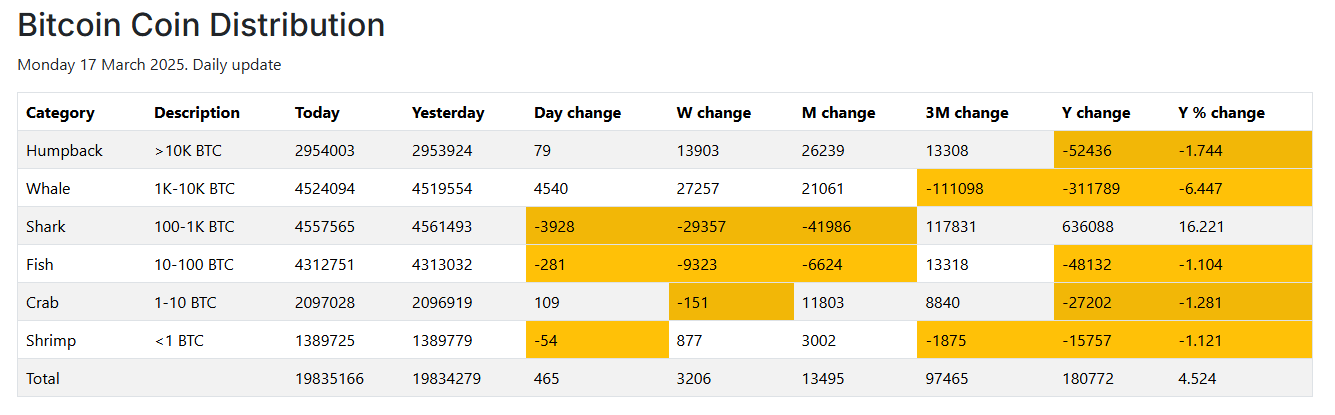 Bitcoin Coin Distribution
Monday 17 March 2025. Daily update
Category Description Today Yesterday Day change W change M change 3M change Y change Y % change
Humpback >10K BTC 2954003 2953924 79 13903 26239 13308 -52436 -1.744
Whale 1K-10K BTC 4524094 4519554 4540 27257 21061 -111098 -311789 -6.447
Shark 100-1K BTC 4557565 4561493 -3928 -29357 -41986 117831 636088 16.221
Fish 10-100 BTC 4312751 4313032 -281 -9323 -6624 13318 -48132 -1.104
Crab 1-10 BTC 2097028 2096919 109 -151 11803 8840 -27202 -1.281
Shrimp <1 BTC 1389725 1389779 -54 877 3002 -1875 -15757 -1.121
Total 19835166 19834279 465 3206 13495 97465 180772 4.524